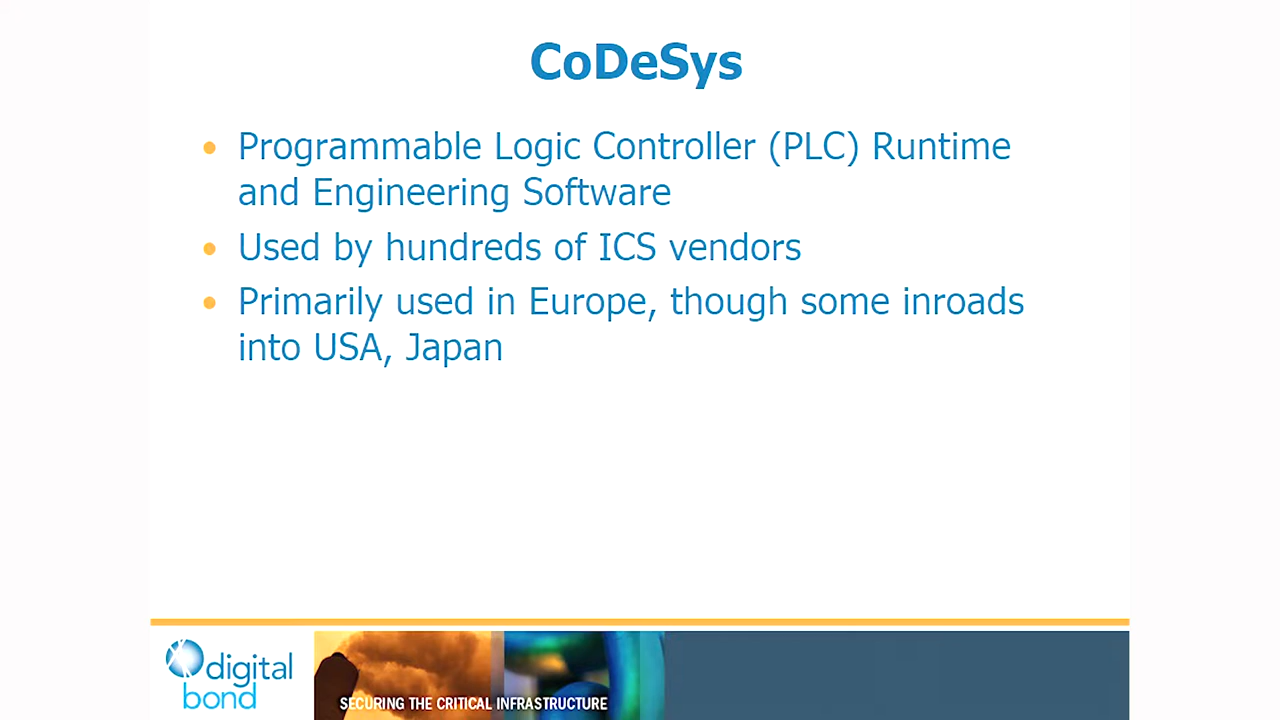 CoDeSys
• Programmable Logic Controller (PLC) Runtime
and Engineering Software
• Used by hundreds of ICS vendors
• Primarily used in Europe, though some inroads
into USA, Japan
digital
bond
SECURING THE CRITICAL INFRASTRUCTURE